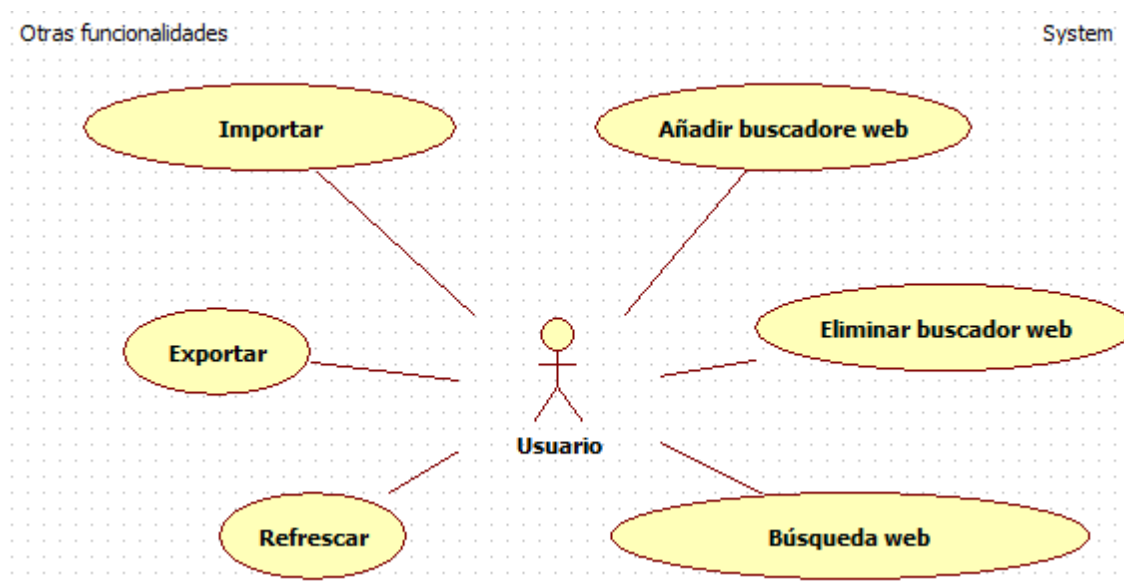 Otras funcionalidades
System
Importar
Añadir buscadore web
Exportar
Eliminar buscador web
Usuario
Refrescar
Búsqueda web